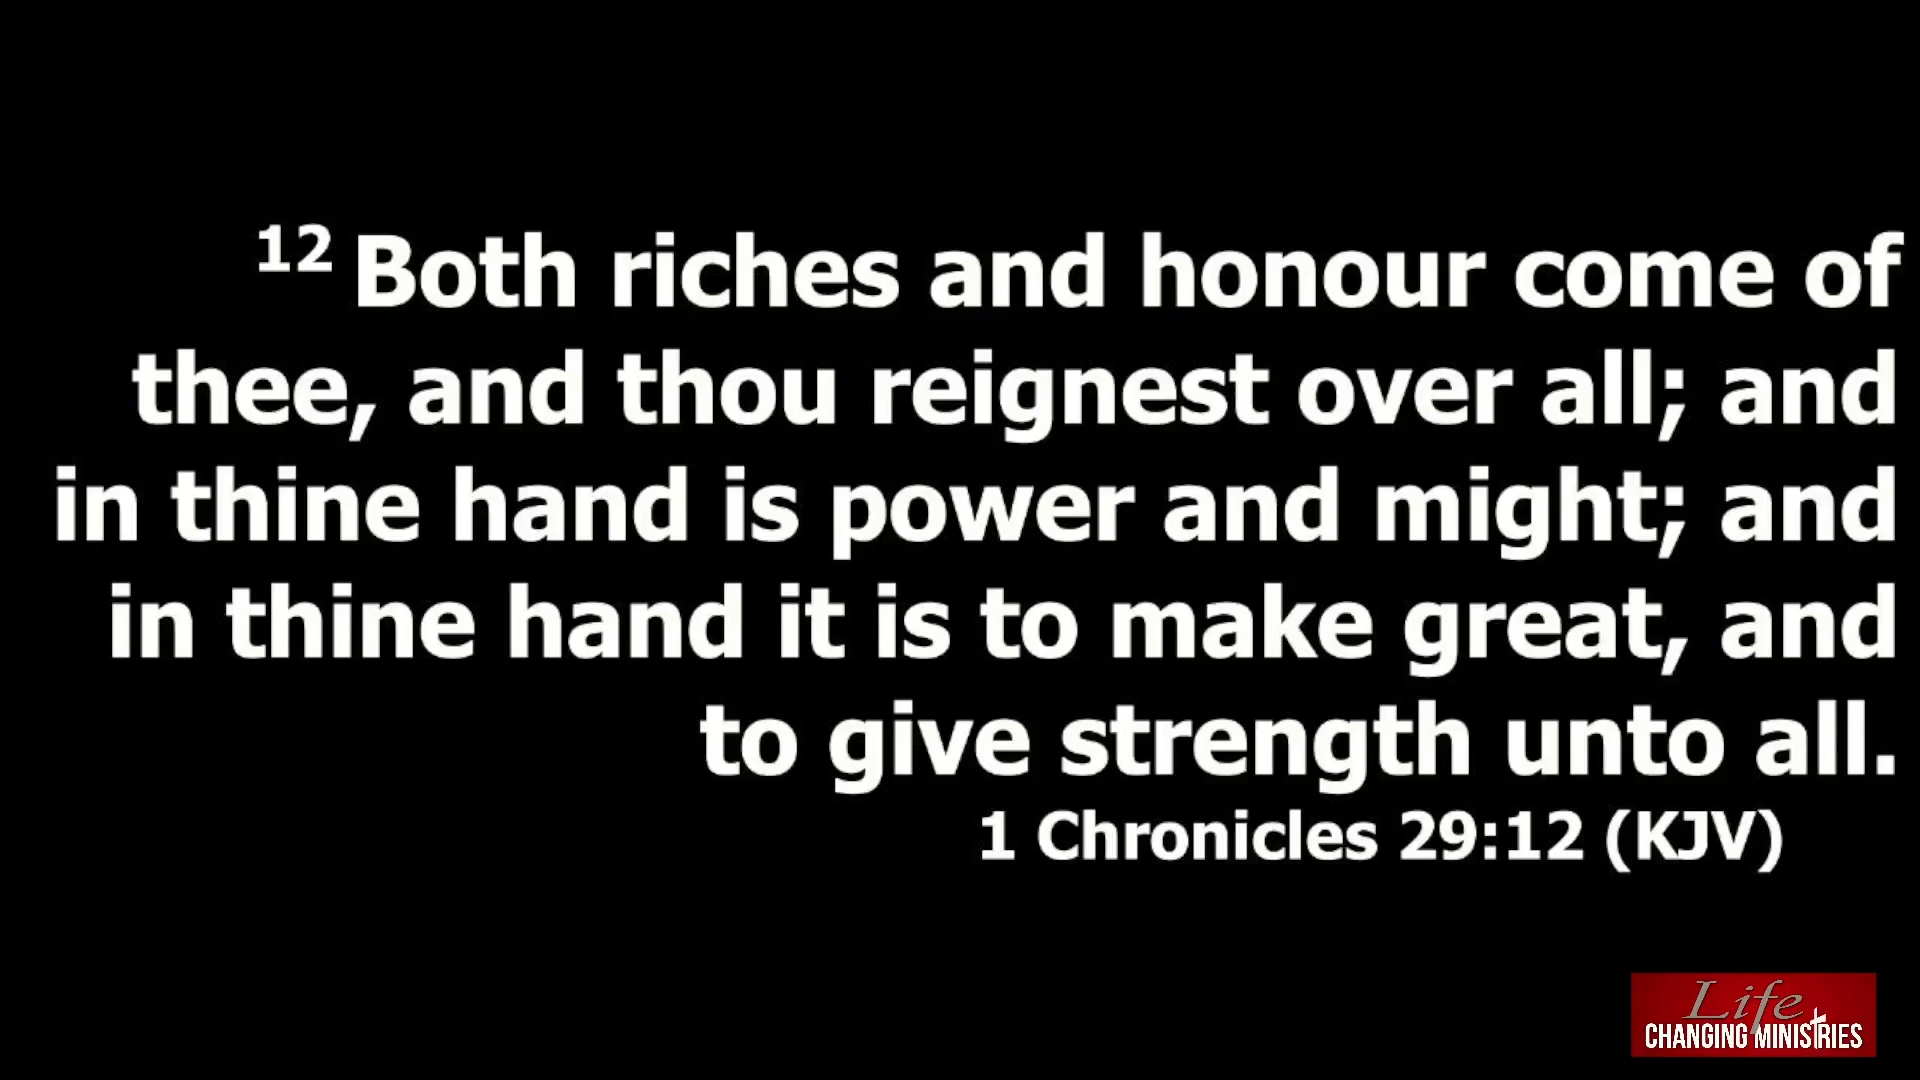 12 Both riches and honour come of
thee, and thou reignest over all; and
in thine hand is power and might; and
in thine hand it is to make great, and
to give strength unto all.
1 Chronicles 29:12 (KJV)
Life
CHANGING MINISTRIES